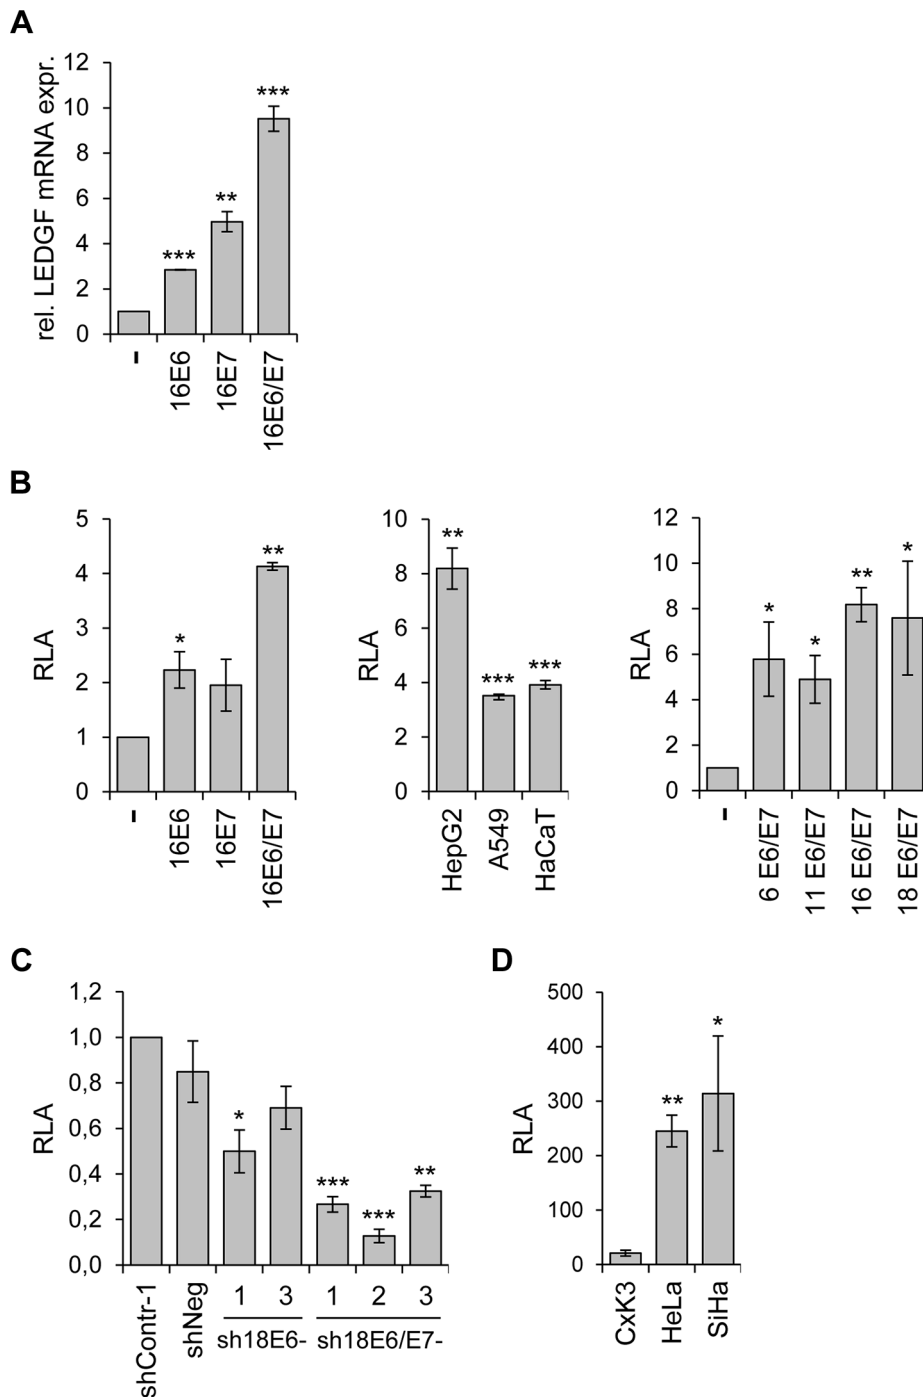 A
rel. LEDGF mRNA expr.
12
10
8
6
4
2
0
***
**
***
-
16E6
16E7
16E6/E7
B
RLA
5
4
3
2
1
0
*
**
-
16E6
16E7
16E6/E7
RLA
10
8
6
4
2
0
**
***
***
HepG2
A549
HaCaT
RLA
12
10
8
6
4
2
0
*
*
**
*
-
6 E6/E7
11 E6/E7
16 E6/E7
18 E6/E7
C
RLA
1,2
1,0
0,8
0,6
0,4
0,2
0,0
*
***
***
**
shContr-1
shNeg
1 3 1 2 3
sh18E6- sh18E6/E7-
D
RLA
500
400
300
200
100
0
**
*
CxK3
HeLa
SiHa